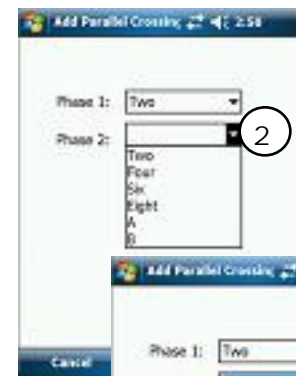 Add Parallel Crossing 2:58
Phase 1: Two
Phase 2:
2
Two
Four
Six
Eight
A
B
Add Parallel Crossing
Phase 1: Two
Cancel